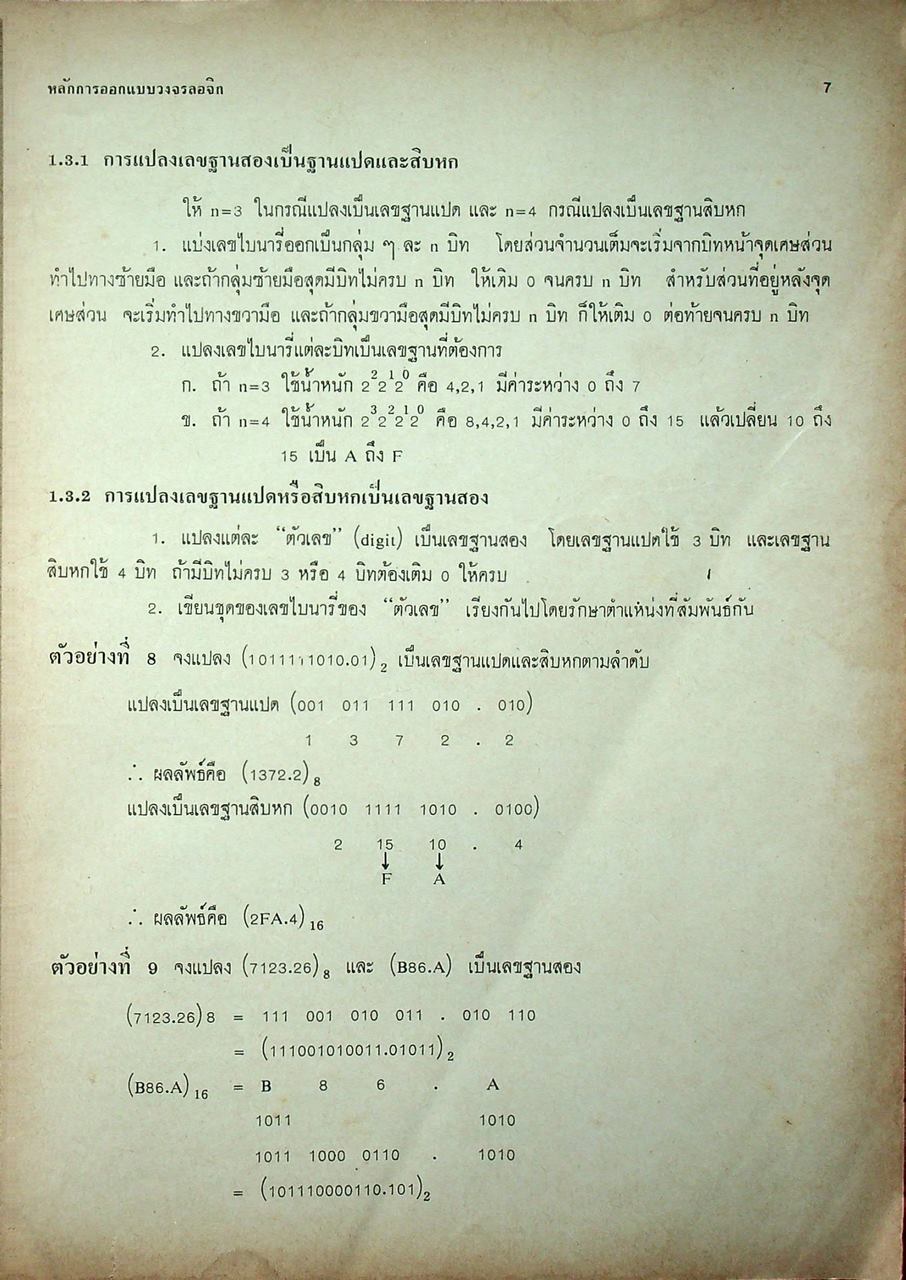 หลักการออกแบบวงจรลอจิก 7
1.3.1 การแปลงเลขฐานสองเป็นฐานแปดและสิบหก
ให้ n=3 ในกรณีแปลงเป็นเลขฐานแปด และ n=4 กรณีแปลงเป็นเลขฐานสิบหก
1. แบ่งเลขไบนารี่ออกเป็นกลุ่ม ๆ ละ n บิท โดยส่วนจำนวนเต็มจะเริ่มจากบิทหน้าจุดเศษส่วน
ทำไปทางซ้ายมือ และถ้ากลุ่มซ้ายมือสุดมีบิทไม่ครบ n บิท ให้เติม 0 จนครบ n บิท สำหรับส่วนที่อยู่หลังจุด
เศษส่วน จะเริ่มทำไปทางขวามือ และถ้ากลุ่มขวามือสุดมีบิทไม่ครบ n บิท ก็ให้เติม 0 ต่อท้ายจนครบ n บิท
2. แปลงเลขไบนารี่แต่ละบิทเป็นเลขฐานที่ต้องการ
ก. ถ้า n=3 ใช้น้ำหนัก 2²2¹2⁰ คือ 4,2,1 มีค่าระหว่าง 0 ถึง 7
ข. ถ้า n=4 ใช้น้ำหนัก 2³2²2¹2⁰ คือ 8,4,2,1 มีค่าระหว่าง 0 ถึง 15 แล้วเปลี่ยน 10 ถึง
15 เป็น A ถึง F
1.3.2 การแปลงเลขฐานแปดหรือสิบหกเป็นเลขฐานสอง
1. แปลงแต่ละ “ตัวเลข” (digit) เป็นเลขฐานสอง โดยเลขฐานแปดใช้ 3 บิท และเลขฐาน
สิบหกใช้ 4 บิท ถ้ามีบิทไม่ครบ 3 หรือ 4 บิทต้องเติม 0 ให้ครบ
2. เขียนชุดของเลขไบนารี่ของ “ตัวเลข” เรียงกันไปโดยรักษาตำแหน่งที่สัมพันธ์กัน
ตัวอย่างที่ 8 จงแปลง (1011111010.01)₂ เป็นเลขฐานแปดและสิบหกตามลำดับ
แปลงเป็นเลขฐานแปด (001 011 111 010 . 010)
1 3 7 2 . 2
∴ ผลลัพธ์คือ (1372.2)₈
แปลงเป็นเลขฐานสิบหก (0010 1111 1010 . 0100)
2 15 10 . 4
↓ ↓
F A
∴ ผลลัพธ์คือ (2FA.4)₁₆
ตัวอย่างที่ 9 จงแปลง (7123.26)₈ และ (B86.A) เป็นเลขฐานสอง
(7123.26)8 = 111 001 010 011 . 010 110
= (111001010011.01011)₂
(B86.A)₁₆ = B 8 6 . A
1011 1010
1011 1000 0110 . 1010
= (101110000110.101)₂